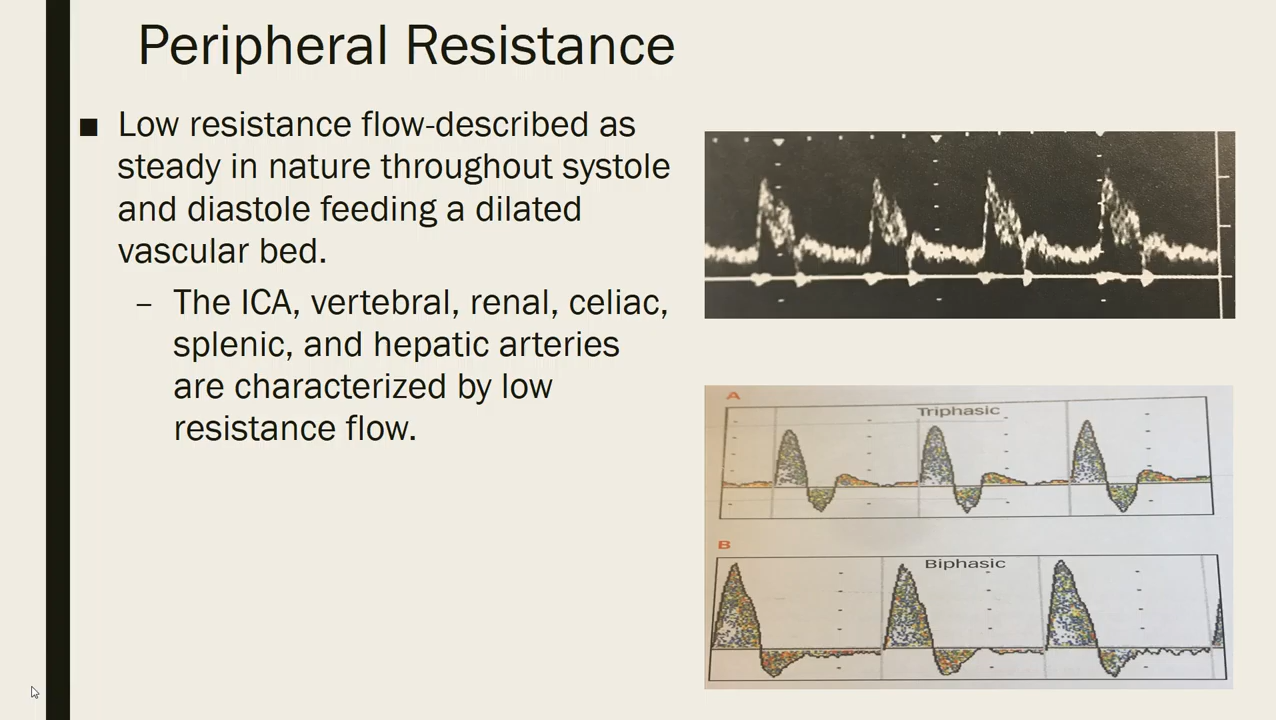 Peripheral Resistance
■ Low resistance flow-described as
steady in nature throughout systole
and diastole feeding a dilated
vascular bed.
– The ICA, vertebral, renal, celiac,
splenic, and hepatic arteries
are characterized by low
resistance flow.
A
Triphasic
B
Biphasic